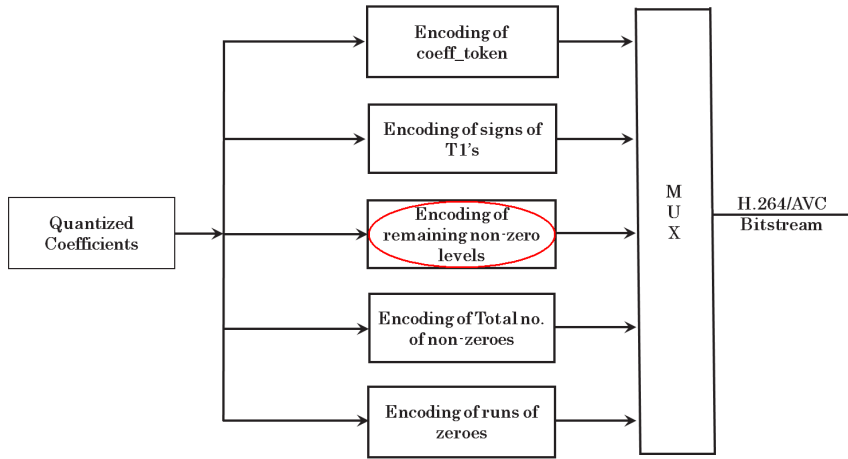 Encoding of
coeff_token
Encoding of signs of
T1's
Quantized
Coefficients
Encoding of
remaining non-zero
levels
M
U
X
H.264/AVC
Bitstream
Encoding of Total no.
of non-zeroes
Encoding of runs of
zeroes